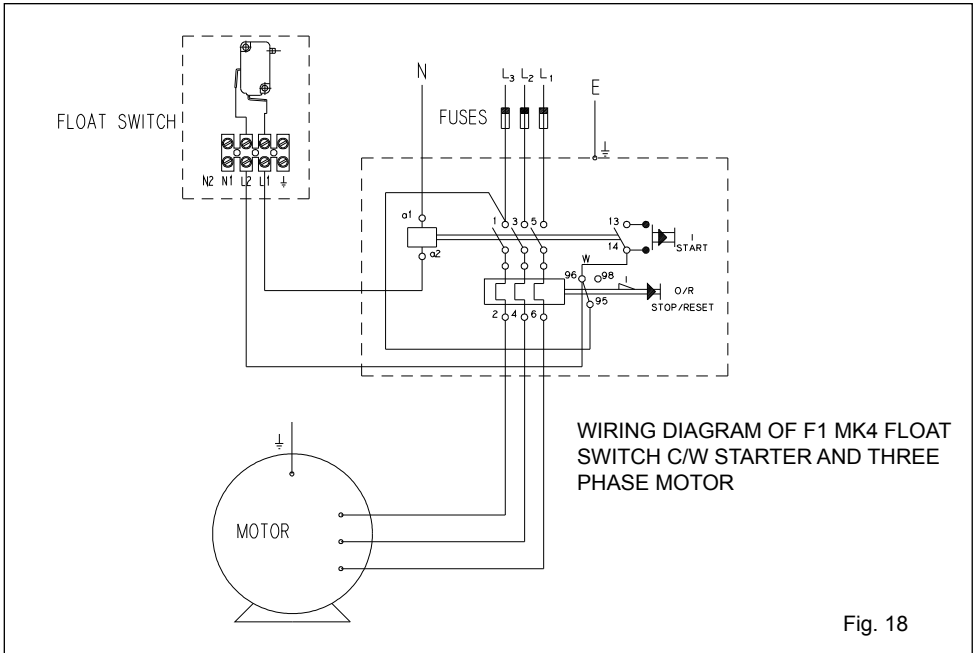 FLOAT SWITCH
N2 N1 L2 L1
N
L3 L2 L1
E
FUSES
a1
a2
1 3 5
13
14
I
START
W
96
98
95
I
O/R
STOP/RESET
2 4 6
MOTOR
WIRING DIAGRAM OF F1 MK4 FLOAT
SWITCH C/W STARTER AND THREE
PHASE MOTOR
Fig. 18